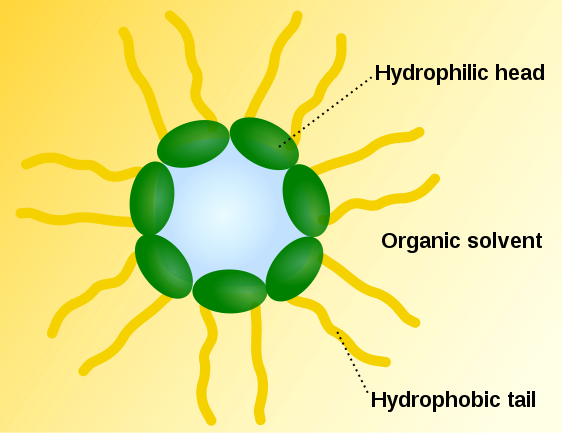 Hydrophilic head
Organic solvent
Hydrophobic tail